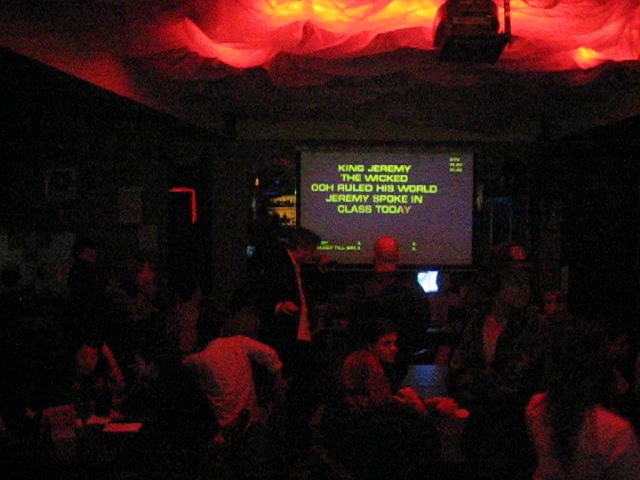 KING JEREMY
THE WICKED
OOH RULED HIS WORLD
JEREMY SPOKE IN
CLASS TODAY